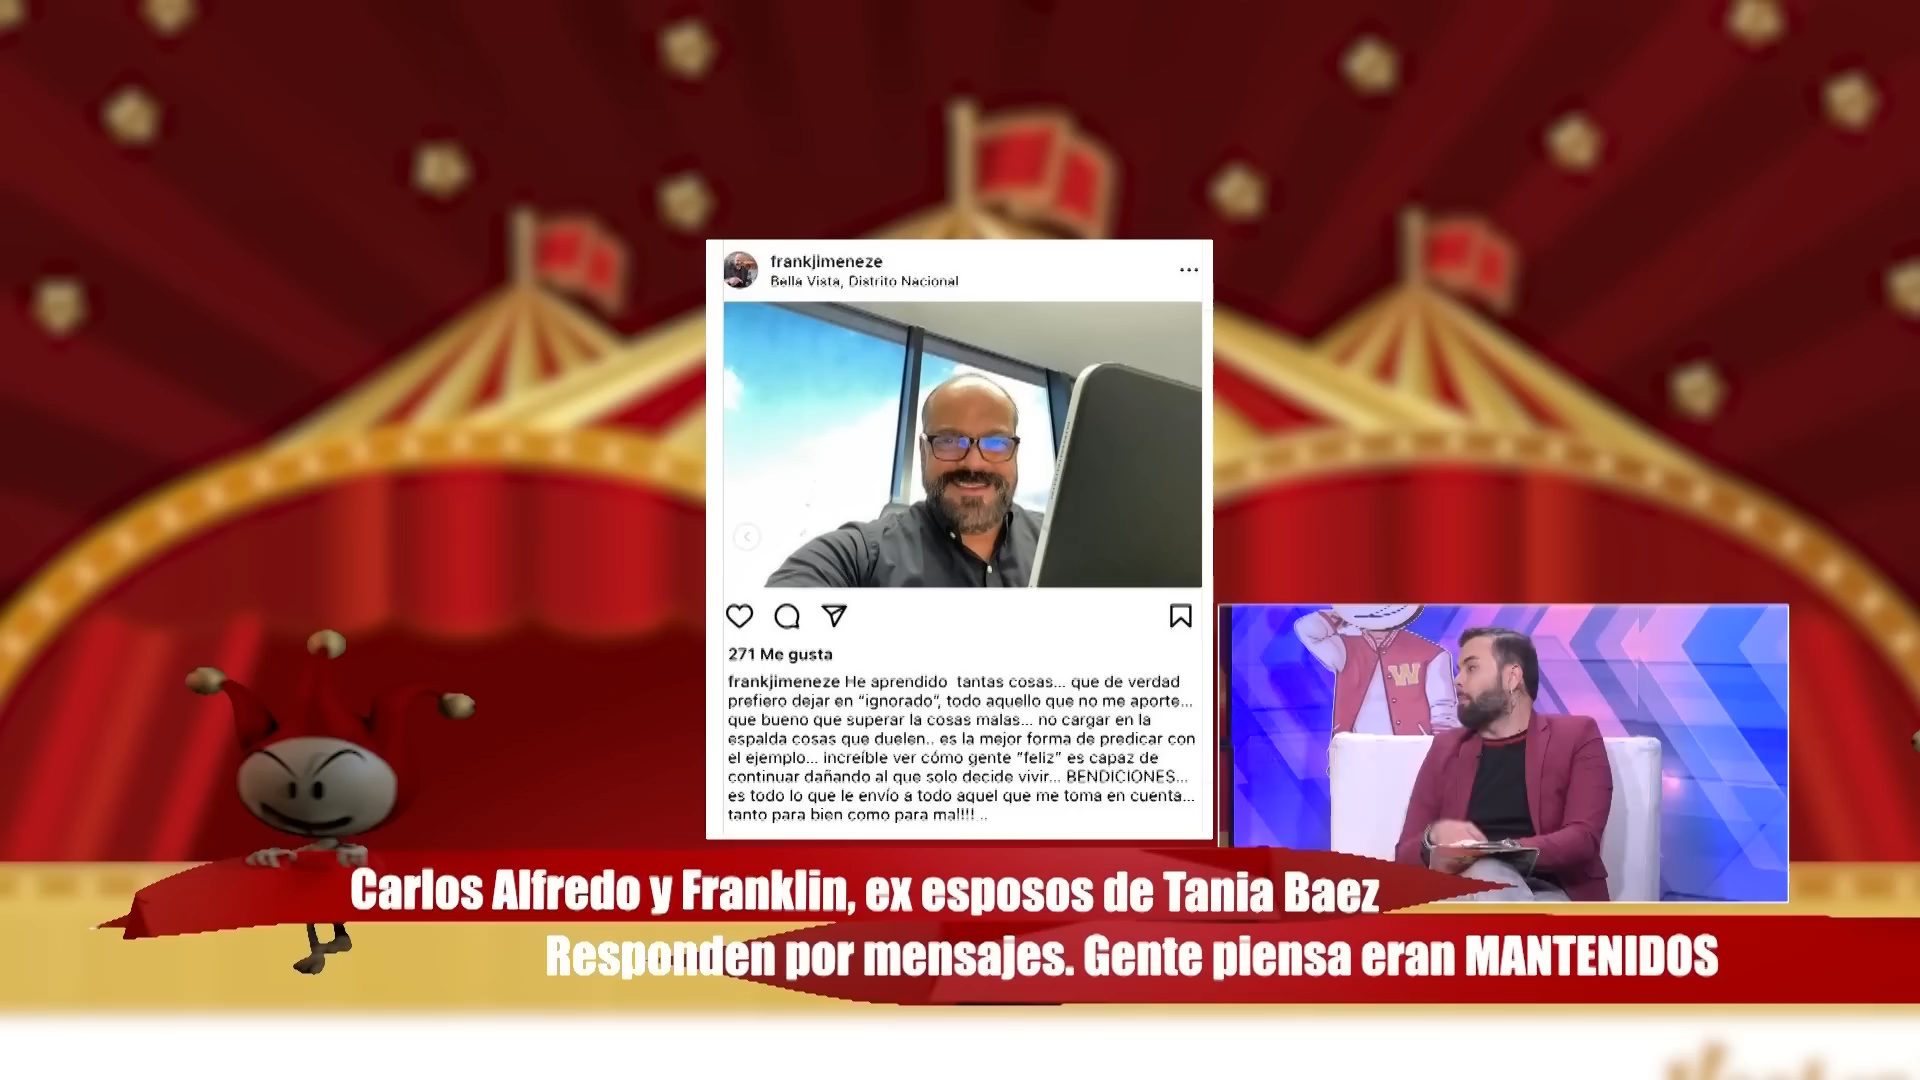 frankjimeneze
Bella Vista, Distrito Nacional
271 Me gusta
frankjimeneze He aprendido tantas cosas... que de verdad
prefiero dejar en “ignorado”, todo aquello que no me aporte...
que bueno que superar la cosas malas... no cargar en la
espalda cosas que duelen.. es la mejor forma de predicar con
el ejemplo... increíble ver cómo gente “feliz” es capaz de
continuar dañando al que solo decide vivir... BENDICIONES...
es todo lo que le envío a todo aquel que me toma en cuenta...
tanto para bien como para mal!!! ..
W
Carlos Alfredo y Franklin, ex esposos de Tania Baez
Responden por mensajes. Gente piensa eran MANTENIDOS